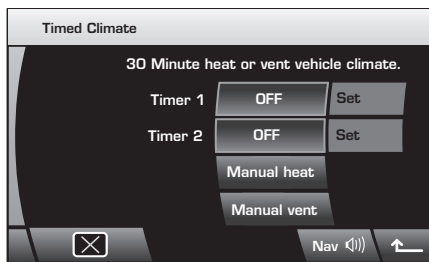 Timed Climate
30 Minute heat or vent vehicle climate.
Timer 1 OFF Set
Timer 2 OFF Set
Manual heat
Manual vent
Nav